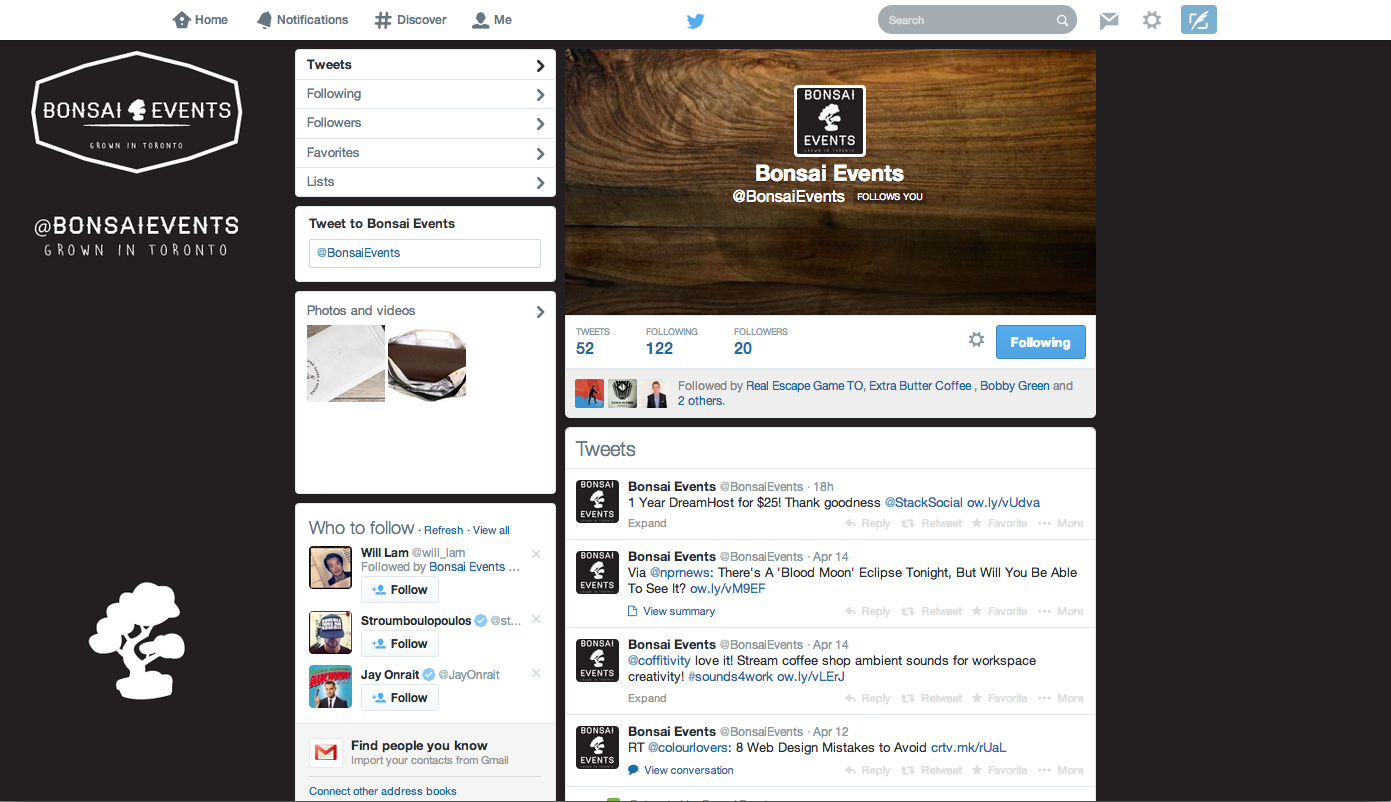 Home
Notifications
Discover
Me
Search
BONSAI EVENTS
GROWN IN TORONTO
@BONSAIEVENTS
GROWN IN TORONTO
Tweets
Following
Followers
Favorites
Lists
Tweet to Bonsai Events
@BonsaiEvents
Photos and videos
Who to follow · Refresh · View all
Will Lam @will_lam
Followed by Bonsai Events ...
Follow
Stroumboulopoulos @st...
Follow
Jay Onrait @JayOnrait
Follow
Find people you know
Import your contacts from Gmail
Connect other address books
BONSAI
EVENTS
GROWN IN TORONTO
Bonsai Events
@BonsaiEvents FOLLOWS YOU
TWEETS
52
FOLLOWING
122
FOLLOWERS
20
Following
Followed by Real Escape Game TO, Extra Butter Coffee , Bobby Green and
2 others.
Tweets
BONSAI
EVENTS
Bonsai Events @BonsaiEvents · 18h
1 Year DreamHost for $25! Thank goodness @StackSocial ow.ly/vUdva
Expand Reply Retweet Favorite More
BONSAI
EVENTS
Bonsai Events @BonsaiEvents · Apr 14
Via @nprnews: There's A 'Blood Moon' Eclipse Tonight, But Will You Be Able
To See It? ow.ly/vM9EF
View summary Reply Retweet Favorite More
BONSAI
EVENTS
Bonsai Events @BonsaiEvents · Apr 14
@coffitivity love it! Stream coffee shop ambient sounds for workspace
creativity! #sounds4work ow.ly/vLErJ
Expand Reply Retweet Favorite More
BONSAI
EVENTS
Bonsai Events @BonsaiEvents · Apr 12
RT @colourlovers: 8 Web Design Mistakes to Avoid crtv.mk/rUaL
View conversation Reply Retweet Favorite More